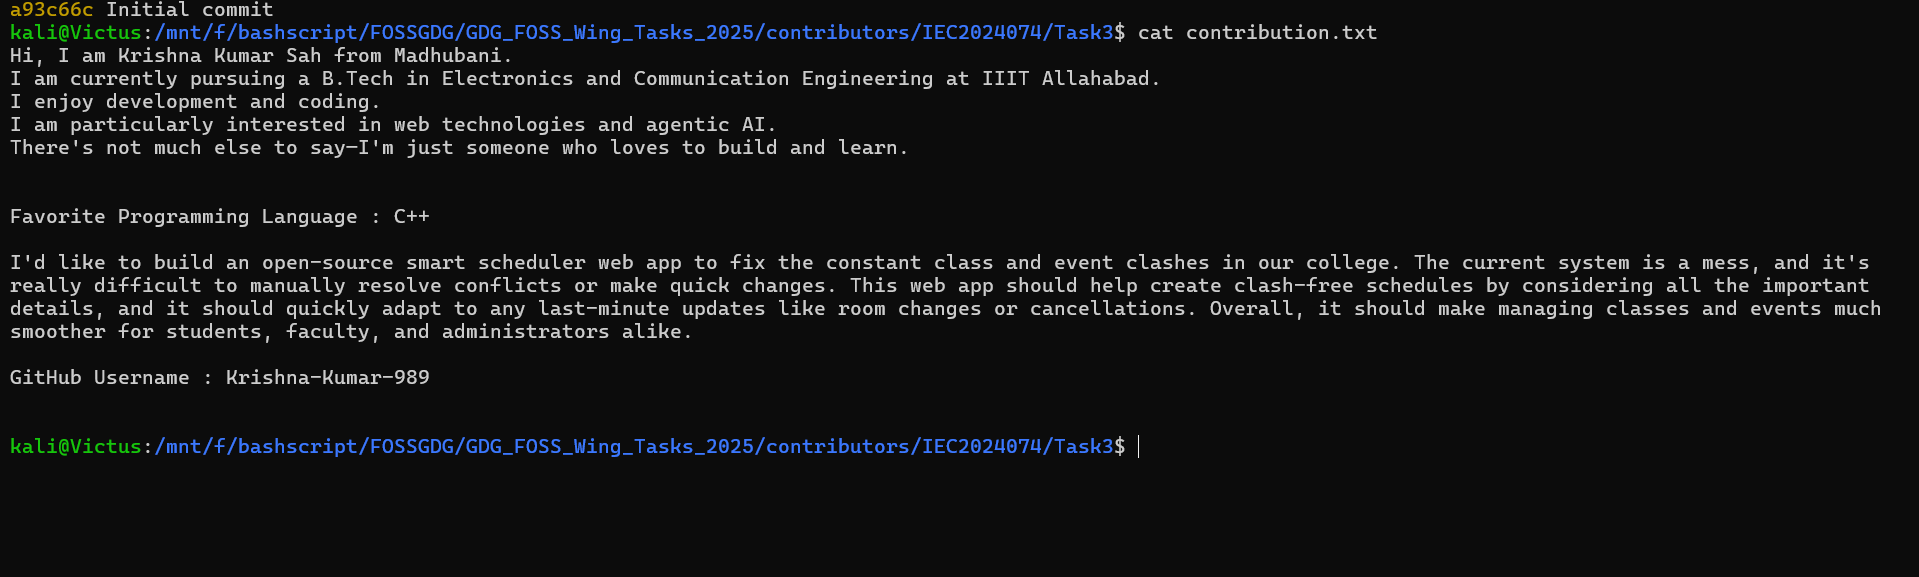 a93c66c Initial commit
kali@Victus:/mnt/f/bashscript/FOSSGDG/GDG_FOSS_Wing_Tasks_2025/contributors/IEC2024074/Task3$ cat contribution.txt
Hi, I am Krishna Kumar Sah from Madhubani.
I am currently pursuing a B.Tech in Electronics and Communication Engineering at IIIT Allahabad.
I enjoy development and coding.
I am particularly interested in web technologies and agentic AI.
There's not much else to say—I'm just someone who loves to build and learn.
Favorite Programming Language : C++
I'd like to build an open-source smart scheduler web app to fix the constant class and event clashes in our college. The current system is a mess, and it's
really difficult to manually resolve conflicts or make quick changes. This web app should help create clash-free schedules by considering all the important
details, and it should quickly adapt to any last-minute updates like room changes or cancellations. Overall, it should make managing classes and events much
smoother for students, faculty, and administrators alike.
GitHub Username : Krishna-Kumar-989
kali@Victus:/mnt/f/bashscript/FOSSGDG/GDG_FOSS_Wing_Tasks_2025/contributors/IEC2024074/Task3$